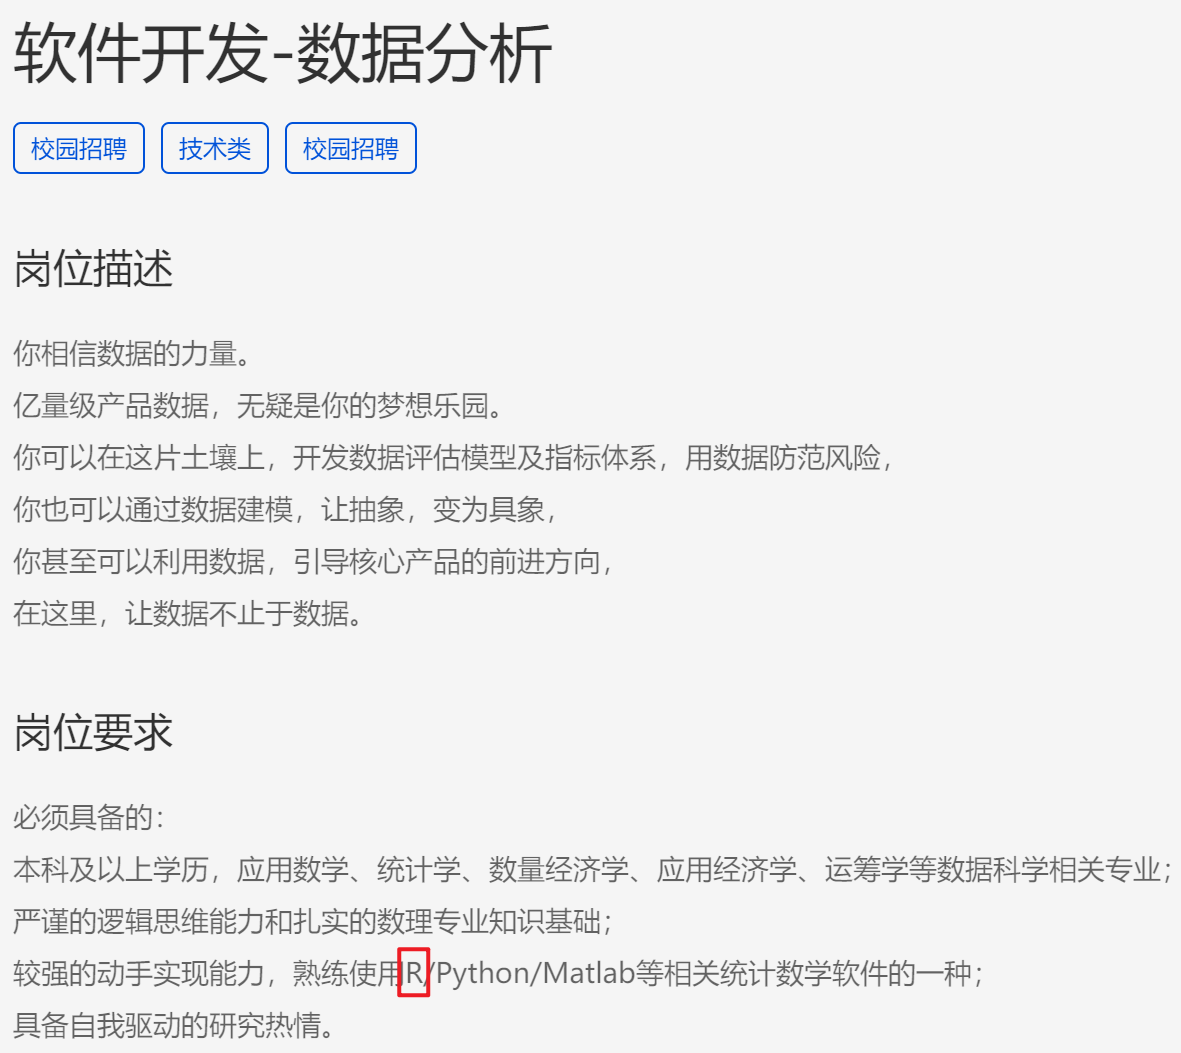 软件开发-数据分析
校园招聘 技术类 校园招聘
岗位描述
你相信数据的力量。
亿量级产品数据，无疑是你的梦想乐园。
你可以在这片土壤上，开发数据评估模型及指标体系，用数据防范风险，
你也可以通过数据建模，让抽象，变为具象，
你甚至可以利用数据，引导核心产品的前进方向，
在这里，让数据不止于数据。
岗位要求
必须具备的：
本科及以上学历，应用数学、统计学、数量经济学、应用经济学、运筹学等数据科学相关专业；
严谨的逻辑思维能力和扎实的数理专业知识基础；
较强的动手实现能力，熟练使用R/Python/Matlab等相关统计数学软件的一种；
具备自我驱动的研究热情。